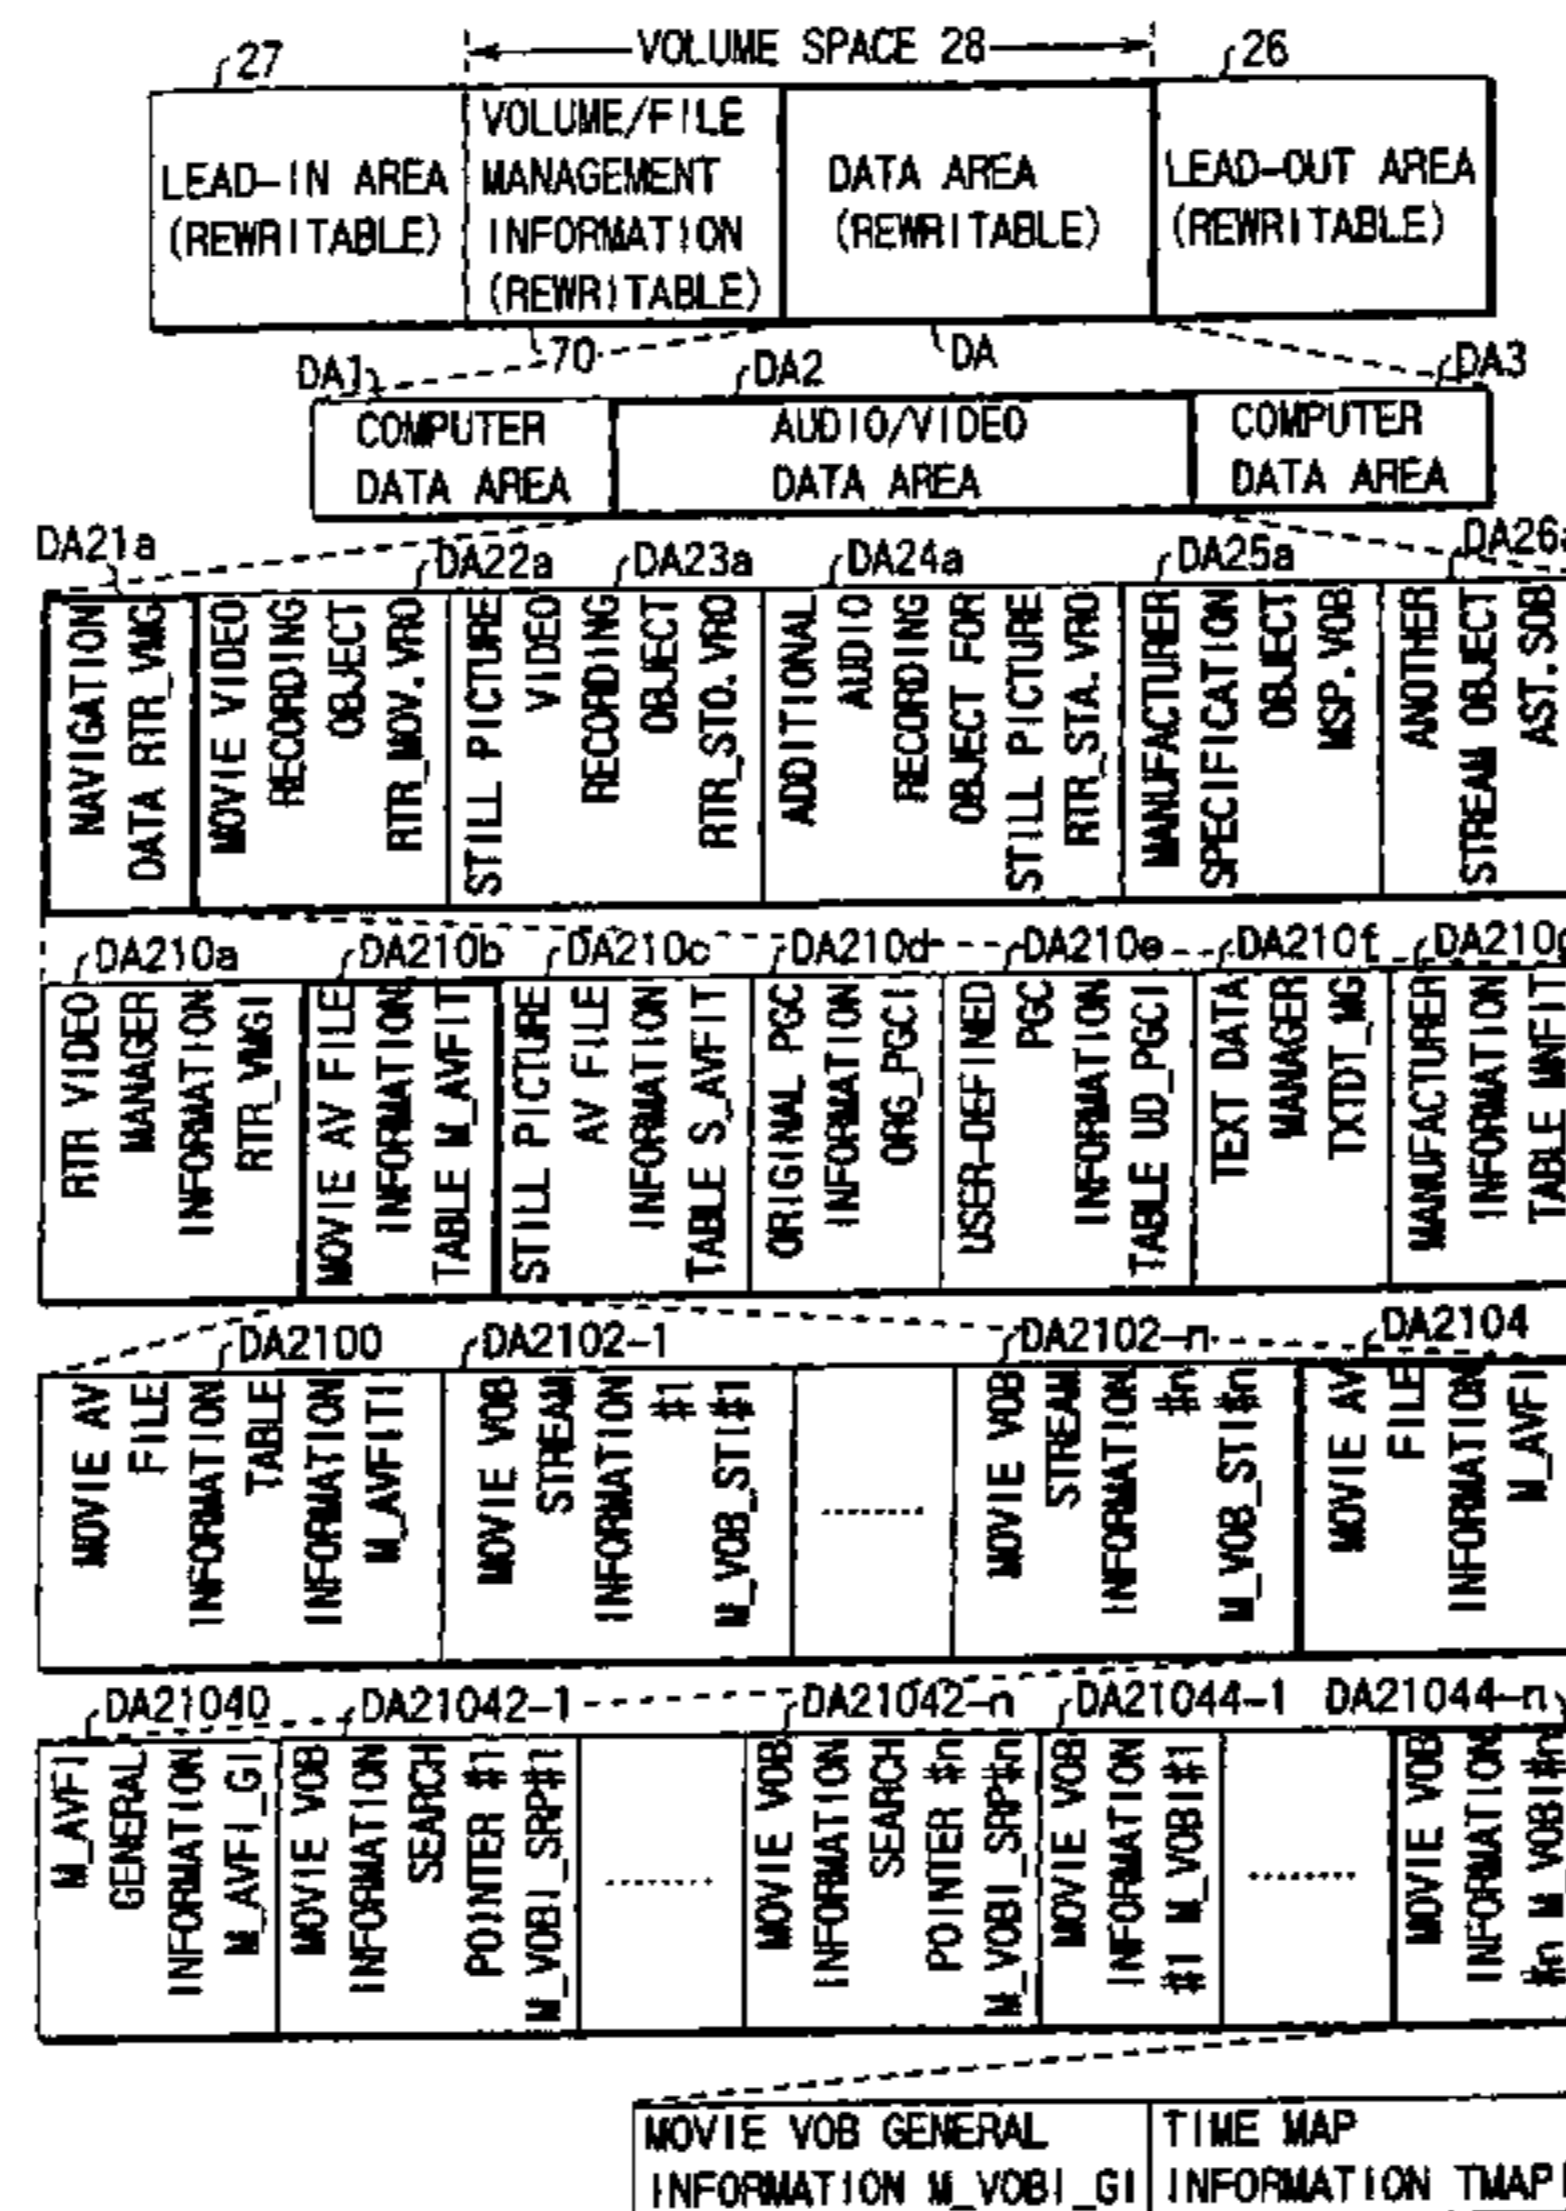 27
VOLUME SPACE 28
26
LEAD-IN AREA
(REWRITABLE)
VOLUME/FILE
MANAGEMENT
INFORMATION
(REWRITABLE)
DATA AREA
(REWRITABLE)
LEAD-OUT AREA
(REWRITABLE)
70
DA
DA1
DA2
DA3
COMPUTER
DATA AREA
AUDIO/VIDEO
DATA AREA
COMPUTER
DATA AREA
DA21a
DA22a
DA23a
DA24a
DA25a
DA26a
NAVIGATION
DATA RTR_VMG
MOVIE VIDEO
RECORDING
OBJECT
RTR_MOV.VRO
STILL PICTURE
VIDEO
RECORDING
OBJECT
RTR_STO.VRO
ADDITIONAL
AUDIO
RECORDING
OBJECT FOR
STILL PICTURE
RTR_STA.VRO
MANUFACTURER
SPECIFICATION
OBJECT
MSP.VOB
ANOTHER
STREAM OBJECT
AST.SOB
DA210a
DA210b
DA210c
DA210d
DA210e
DA210f
DA210g
RTR VIDEO
MANAGER
INFORMATION
RTR_VMGI
MOVIE AV FILE
INFORMATION
TABLE M_AVFIT
STILL PICTURE
AV FILE
INFORMATION
TABLE S_AVFIT
ORIGINAL PGC
INFORMATION
ORG_PGCI
USER-DEFINED
PGC
INFORMATION
TABLE UD_PGCI
TEXT DATA
MANAGER
TXTDT_MG
MANUFACTURER
INFORMATION
TABLE MNFIT
DA2100
DA2102-1
DA2102-n
DA2104
MOVIE AV
FILE
INFORMATION
TABLE
INFORMATION
M_AVFITI
MOVIE VOB
STREAM
INFORMATION
#1
M_VOB_STI#1
........
MOVIE VOB
STREAM
INFORMATION
#n
M_VOB_STI#n
MOVIE AV
FILE
INFORMATION
M_AVFI
DA21040
DA21042-1
DA21042-n
DA21044-1
DA21044-n
M_AVFI
GENERAL
INFORMATION
M_AVFI_GI
MOVIE VOB
INFORMATION
SEARCH
POINTER #1
M_VOBI_SRP#1
........
MOVIE VOB
INFORMATION
SEARCH
POINTER #n
M_VOBI_SRP#n
MOVIE VOB
INFORMATION
#1 M_VOBI#1
........
MOVIE VOB
INFORMATION
#n M_VOBI#n
MOVIE VOB GENERAL
INFORMATION M_VOBI_GI
TIME MAP
INFORMATION TMAP